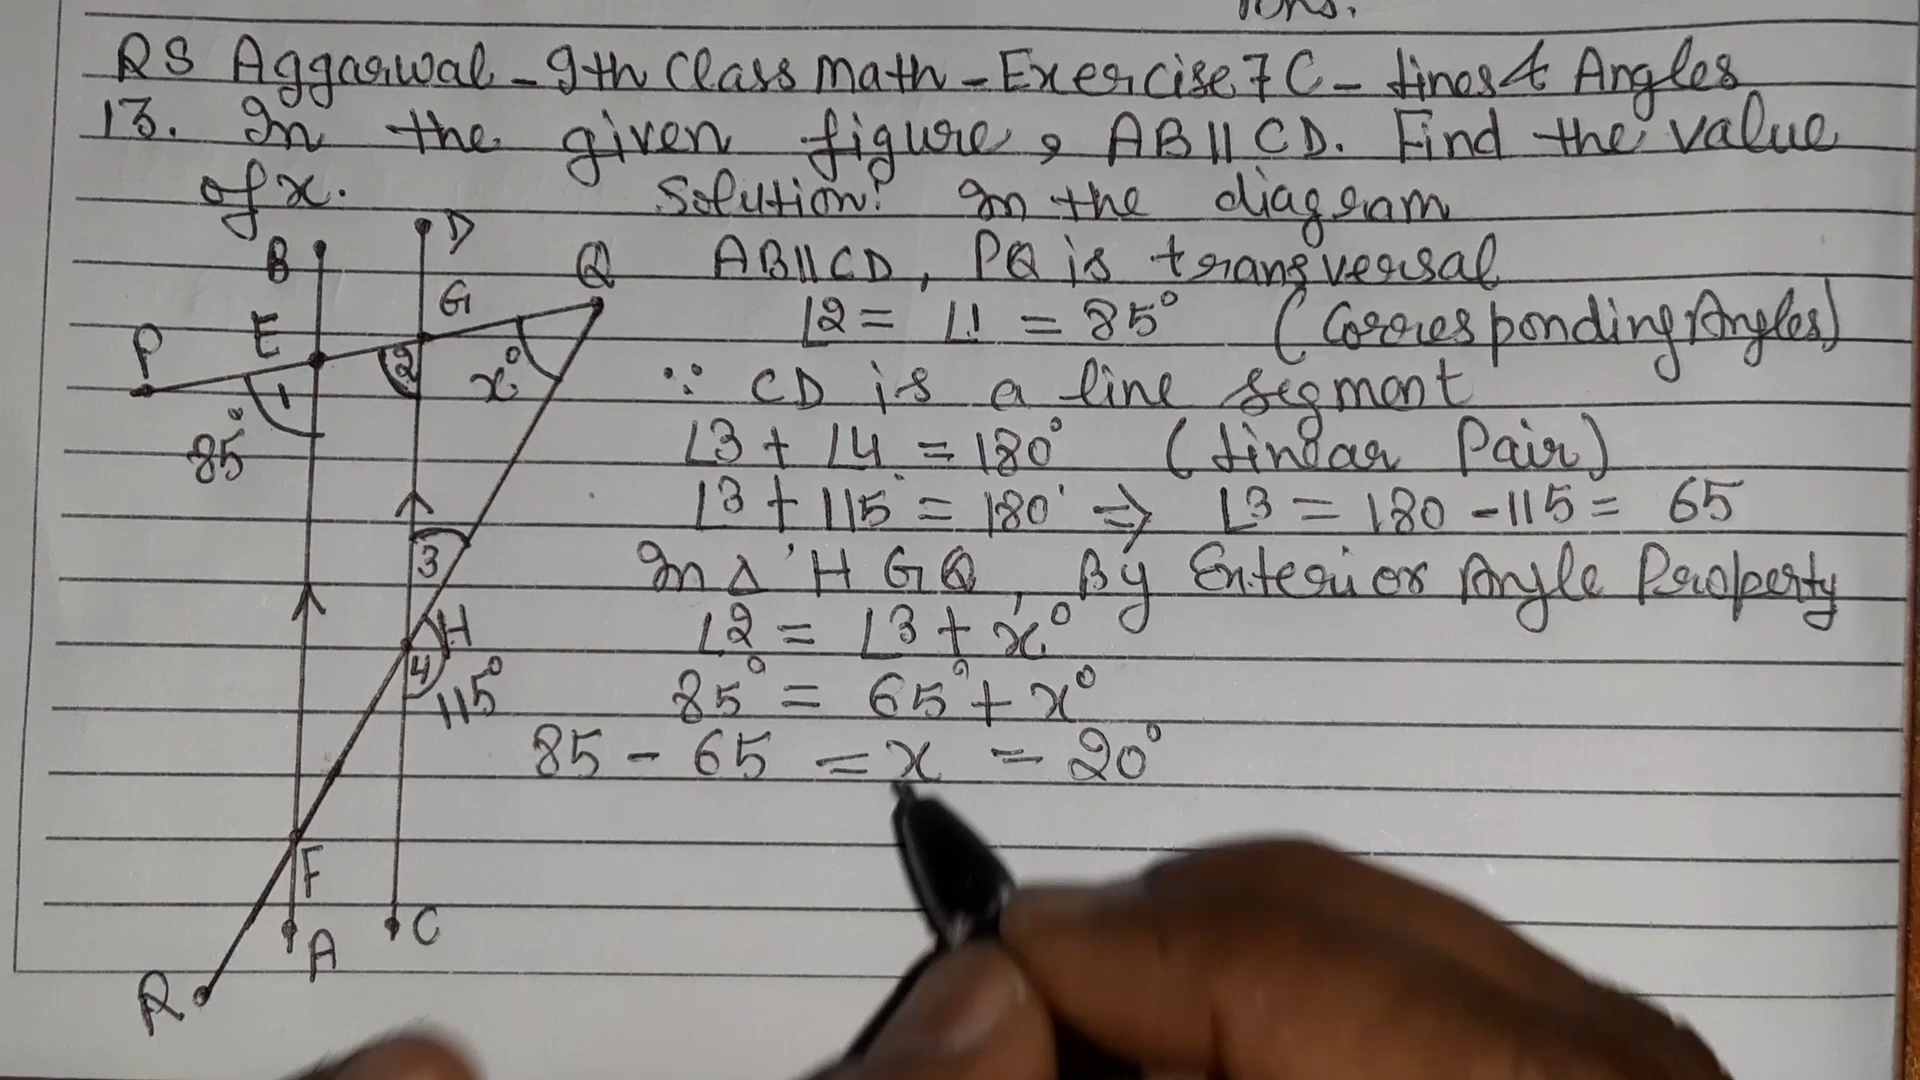 RS Aggarwal - 9th Class Math - Exercise 7C - Lines & Angles
13. In the given figure, AB || CD. Find the value
of x. Solution: In the diagram
AB || CD, PQ is transversal
∠2 = ∠1 = 85° (Corresponding Angles)
∵ CD is a line segment
∠3 + ∠4 = 180° (Linear Pair)
∠3 + 115° = 180° ⇒ ∠3 = 180 - 115 = 65
In Δ HGQ, By Exterior Angle Property
∠2 = ∠3 + x°
85° = 65° + x°
85 - 65 = x = 20°
D
B
Q
G
E
P
2
x°
1
85°
3
H
4
115°
F
C
A
R